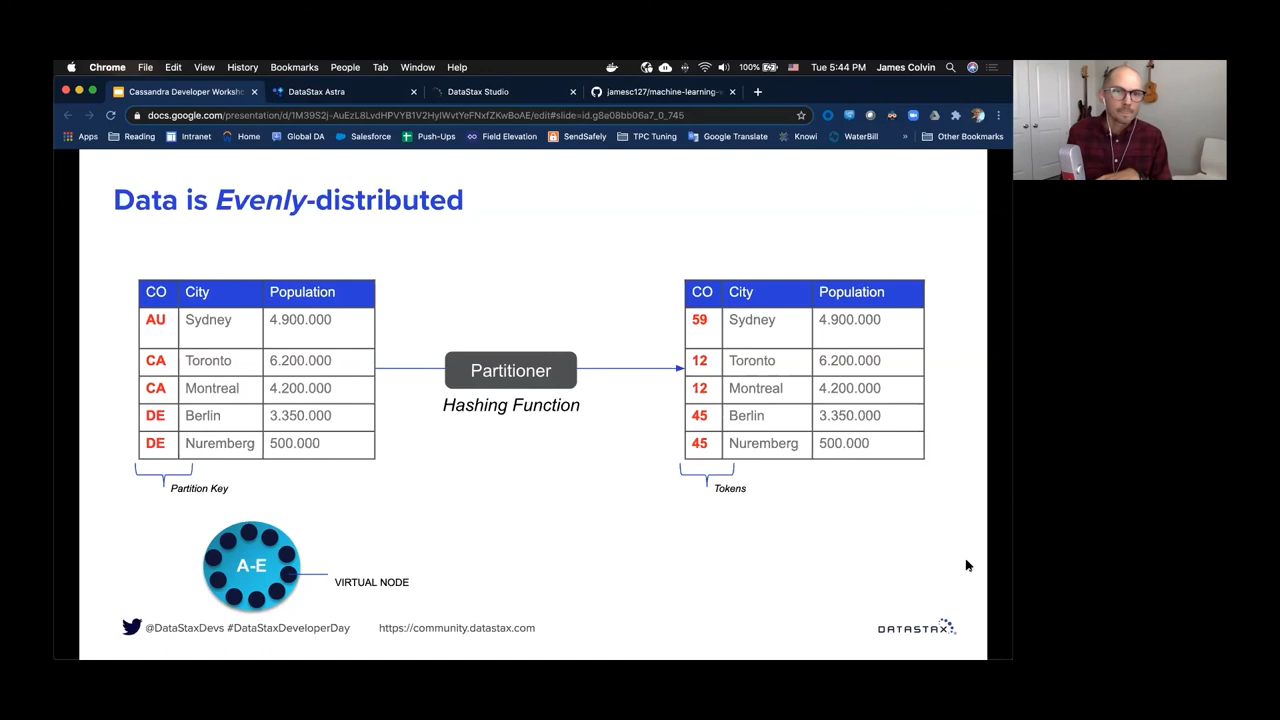 Chrome File Edit View History Bookmarks People Tab Window Help 100% Tue 5:44 PM James Colvin
Cassandra Developer Worksh DataStax Astra DataStax Studio jamesc127/machine-learning-
docs.google.com/presentation/d/1M39S2j-AuEzL8LvdHPVYB1V2HyIWvtYeFNxfZKwBoAE/edit#slide=id.g8e08bb06a7_0_745
Apps Reading Intranet Home Global DA Salesforce Push-Ups Field Elevation SendSafely TPC Tuning Google Translate Knowi WaterBill » Other Bookmarks
Data is Evenly-distributed
CO City Population
AU Sydney 4.900.000
CA Toronto 6.200.000
CA Montreal 4.200.000
DE Berlin 3.350.000
DE Nuremberg 500.000
Partition Key
Partitioner
Hashing Function
CO City Population
59 Sydney 4.900.000
12 Toronto 6.200.000
12 Montreal 4.200.000
45 Berlin 3.350.000
45 Nuremberg 500.000
Tokens
A-E
VIRTUAL NODE
@DataStaxDevs #DataStaxDeveloperDay https://community.datastax.com
DATASTAX